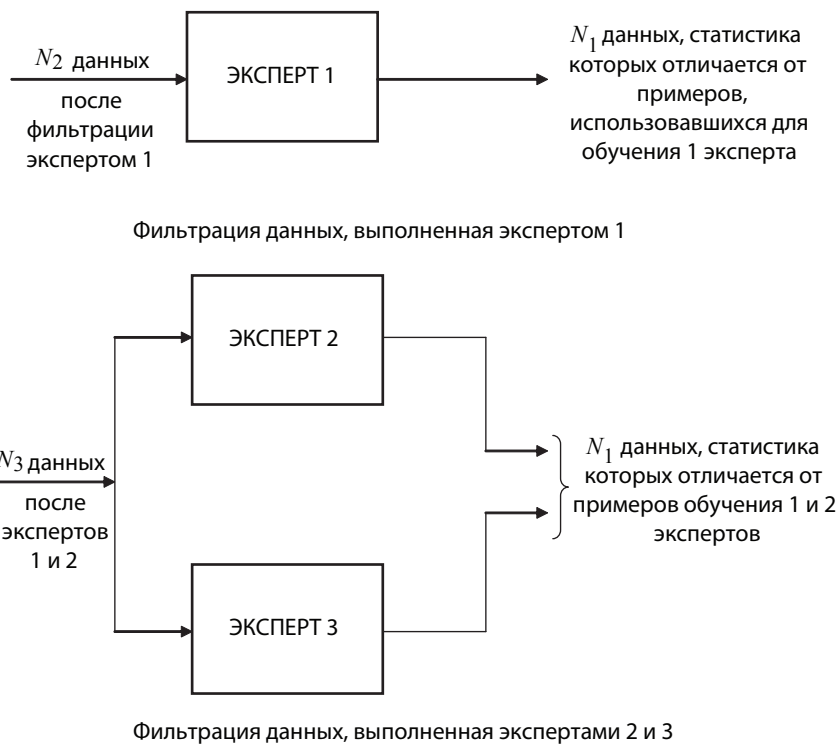 N2 данных
после
фильтрации
экспертом 1
ЭКСПЕРТ 1
N1 данных, статистика
которых отличается от
примеров,
использовавшихся для
обучения 1 эксперта
Фильтрация данных, выполненная экспертом 1
N3 данных
после
экспертов
1 и 2
ЭКСПЕРТ 2
ЭКСПЕРТ 3
N1 данных, статистика
которых отличается от
примеров обучения 1 и 2
экспертов
Фильтрация данных, выполненная экспертами 2 и 3